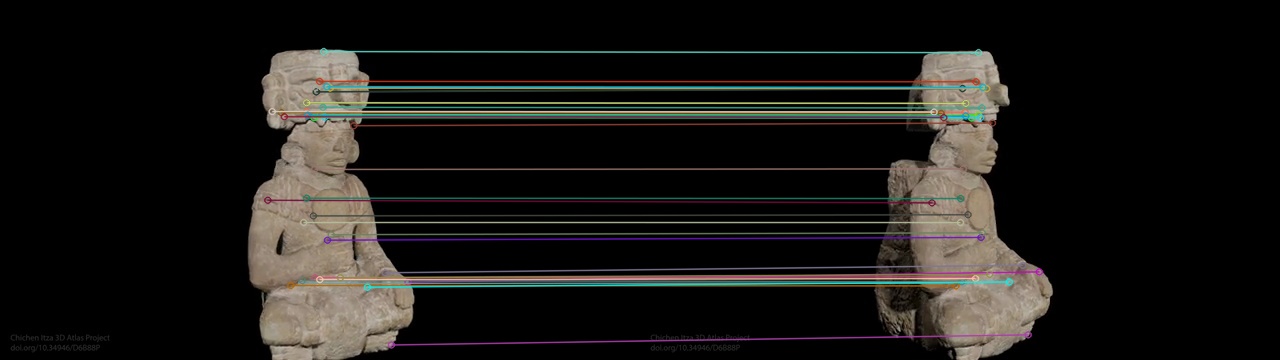 Chichen Itza 3D Atlas Project
doi.org/10.34946/D6B88P
Chichen Itza 3D Atlas Project
doi.org/10.34946/D6B88P